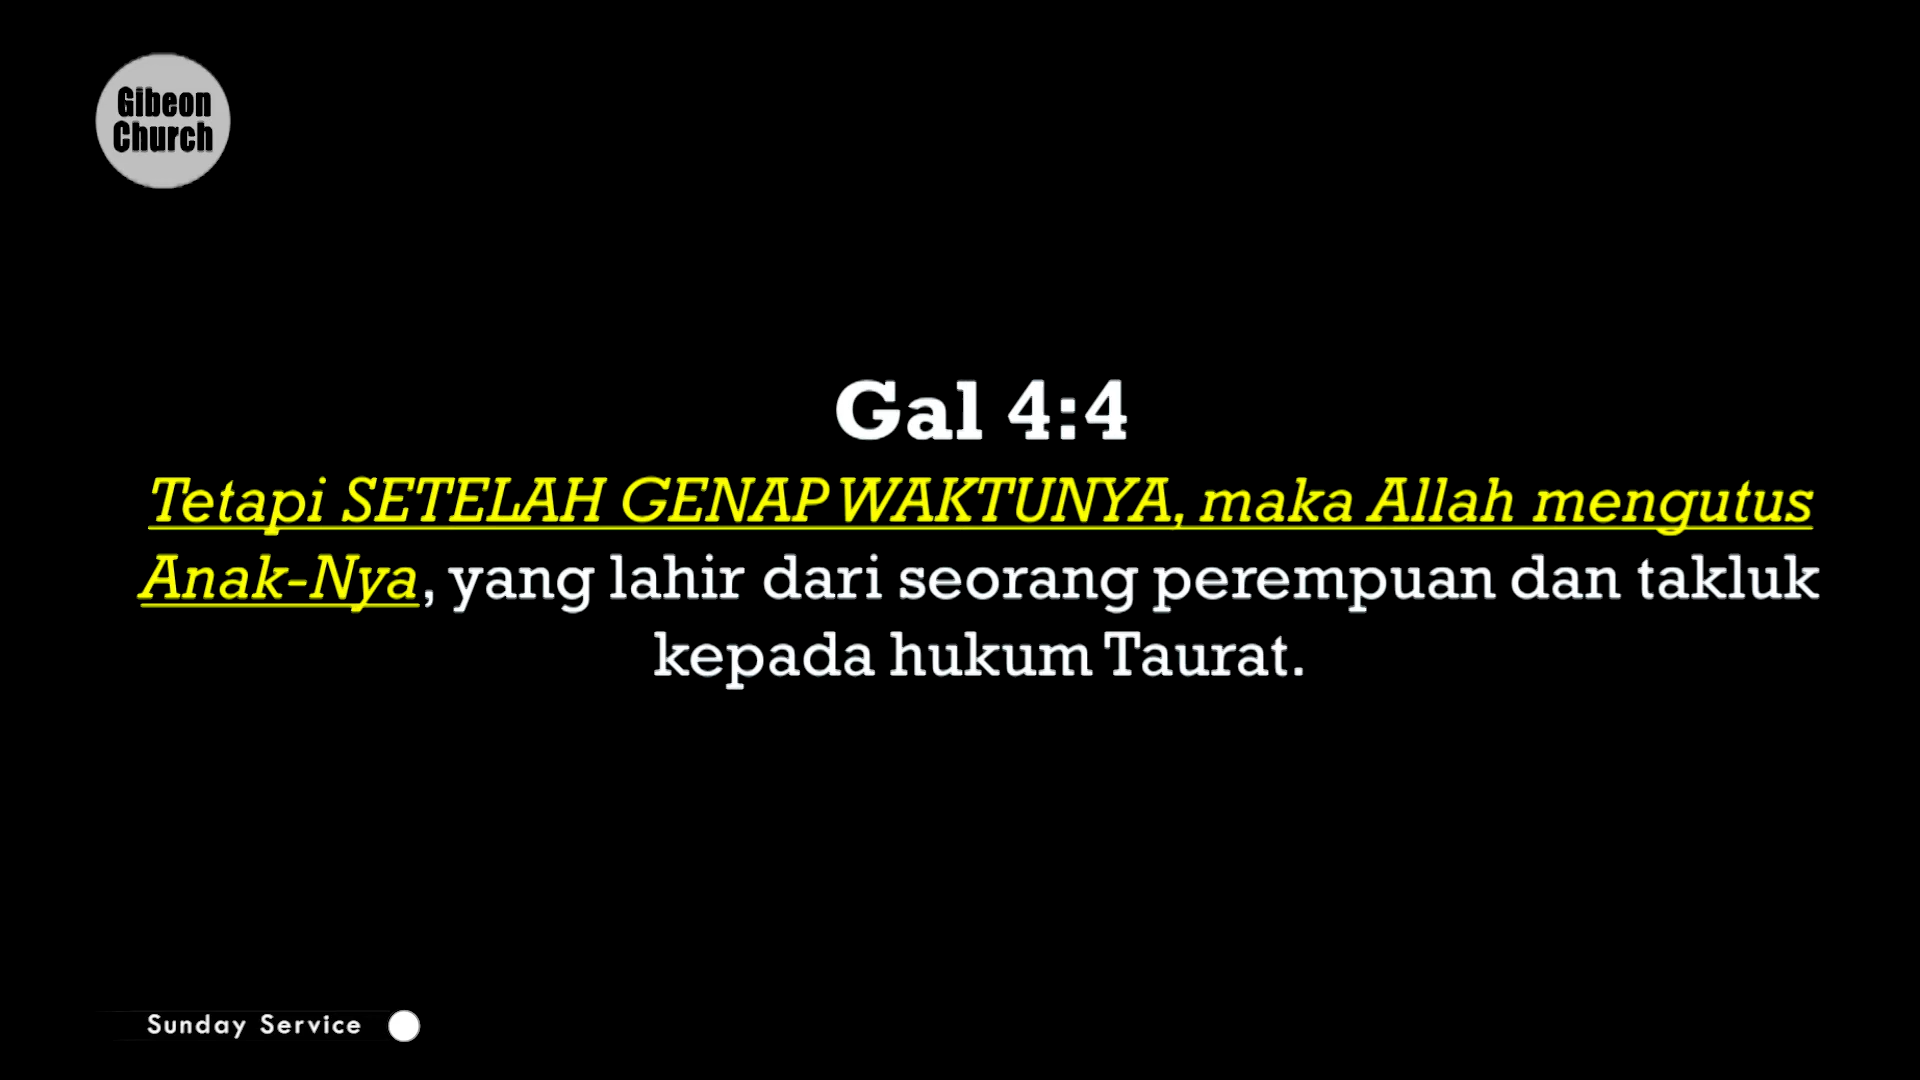 Gibeon
Church
Gal 4:4
Tetapi SETELAH GENAP WAKTUNYA, maka Allah mengutus
Anak-Nya, yang lahir dari seorang perempuan dan takluk
kepada hukum Taurat.
Sunday Service